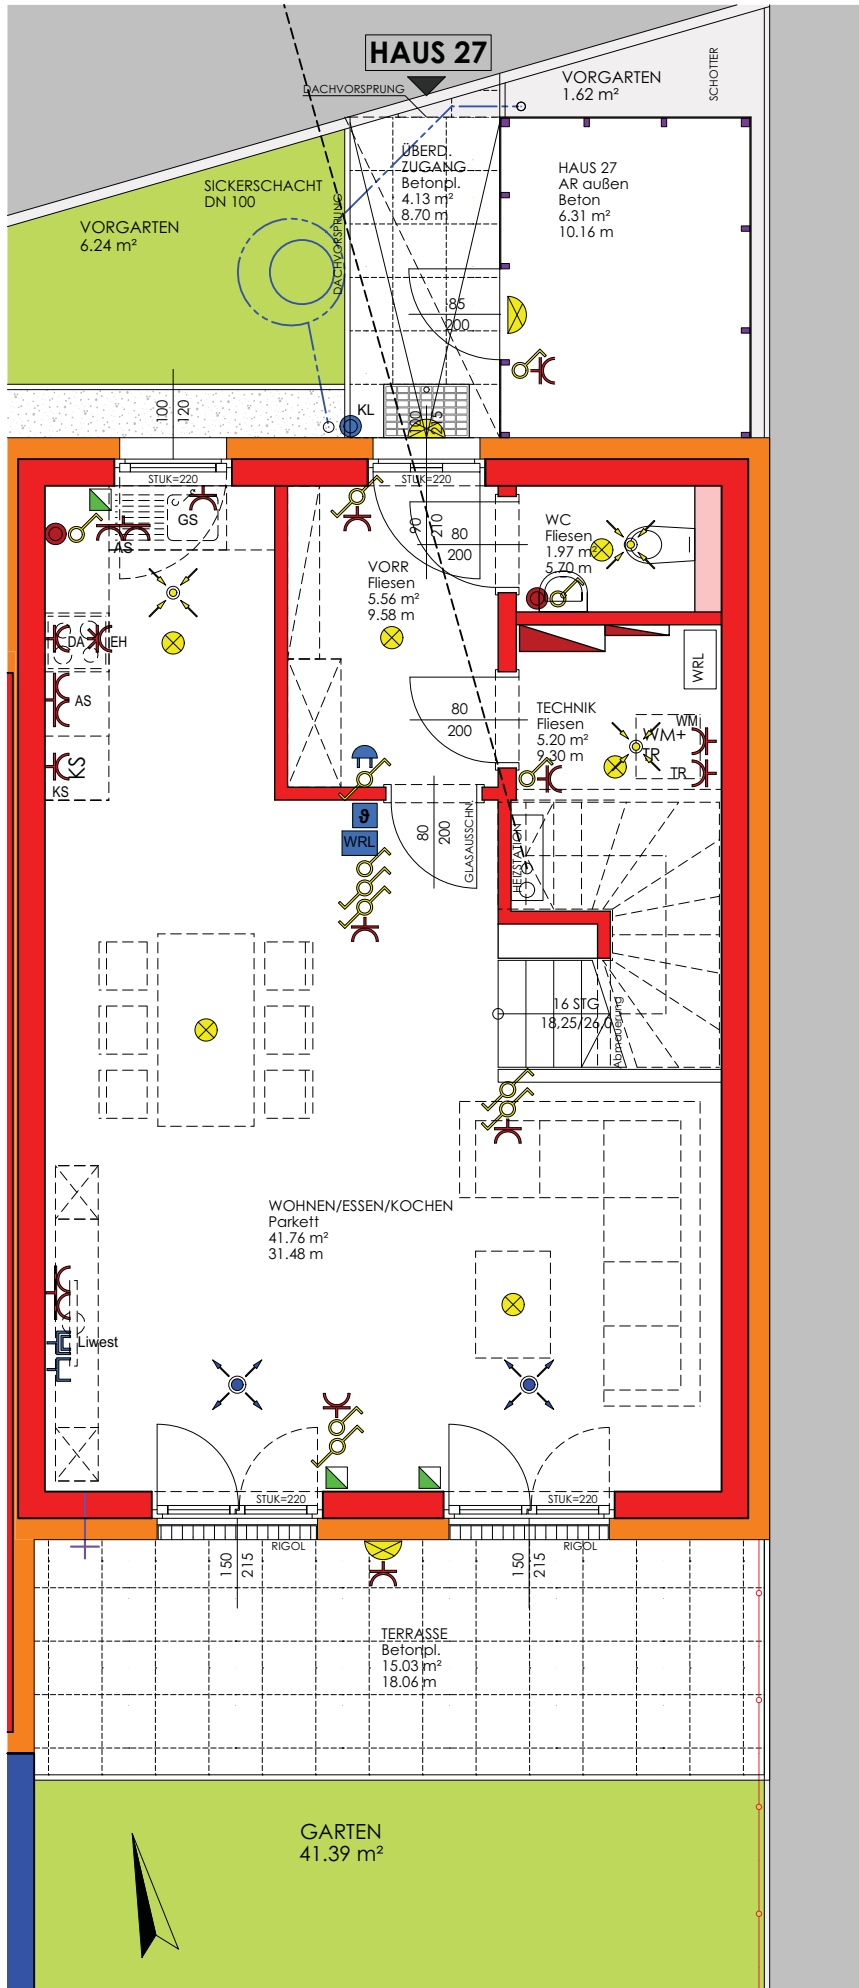 HAUS 27
DACHVORSPRUNG
VORGARTEN
1.62 m²
SCHOTTER
ÜBERD.
ZUGANG
Betonpl.
4.13 m²
8.70 m
HAUS 27
AR außen
Beton
6.31 m²
10.16 m
SICKERSCHACHT
DN 100
VORGARTEN
6.24 m²
DACHVORSPRUNG
85
200
100
120
KL
STUK=220
STUK=220
GS
AS
90
210
80
200
WC
Fliesen
1.97 m²
5.70 m
VORR
Fliesen
5.56 m²
9.58 m
DA
EH
AS
KS
KS
WRL
80
200
TECHNIK
Fliesen
5.20 m²
9.30 m
WM
WM+
TR
TR
ϑ
WRL
80
200
GLASAUSSCHN.
HEIZSTATION
16 STG
18,25/26,0
Abmauerung
WOHNEN/ESSEN/KOCHEN
Parkett
41.76 m²
31.48 m
Liwest
STUK=220
STUK=220
RIGOL
RIGOL
150
215
150
215
TERRASSE
Betonpl.
15.03 m²
18.06 m
GARTEN
41.39 m²